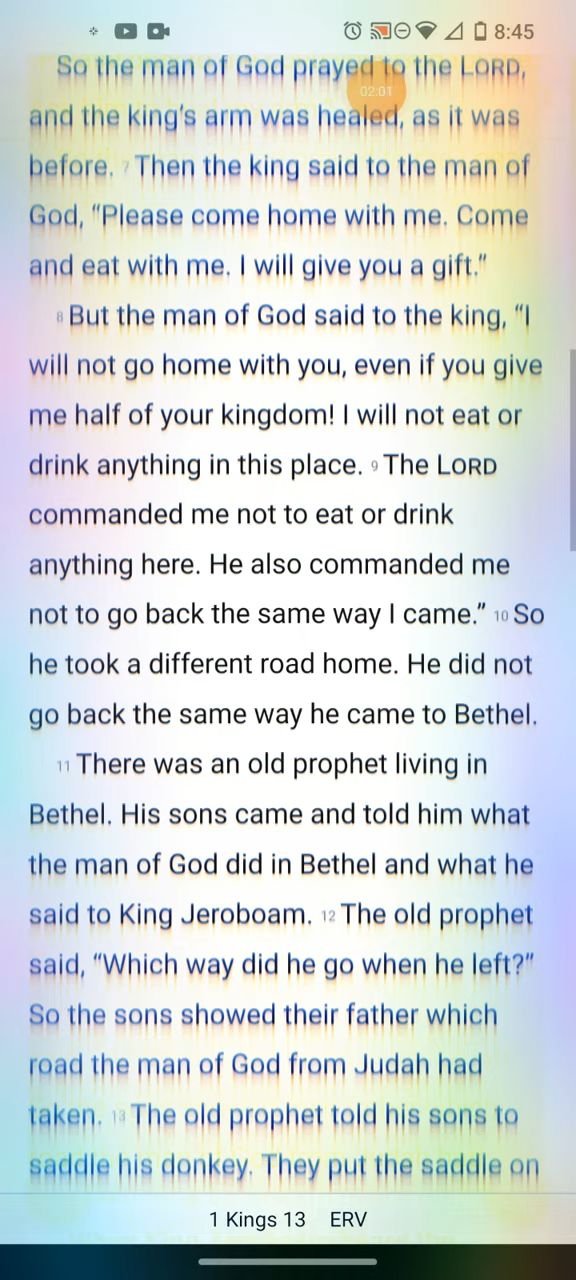 8:45
So the man of God prayed to the LORD,
02:01
and the king's arm was healed, as it was
before. 7 Then the king said to the man of
God, “Please come home with me. Come
and eat with me. I will give you a gift.”
8 But the man of God said to the king, “I
will not go home with you, even if you give
me half of your kingdom! I will not eat or
drink anything in this place. 9 The LORD
commanded me not to eat or drink
anything here. He also commanded me
not to go back the same way I came.” 10 So
he took a different road home. He did not
go back the same way he came to Bethel.
11 There was an old prophet living in
Bethel. His sons came and told him what
the man of God did in Bethel and what he
said to King Jeroboam. 12 The old prophet
said, “Which way did he go when he left?”
So the sons showed their father which
road the man of God from Judah had
taken. 13 The old prophet told his sons to
saddle his donkey. They put the saddle on
1 Kings 13 ERV